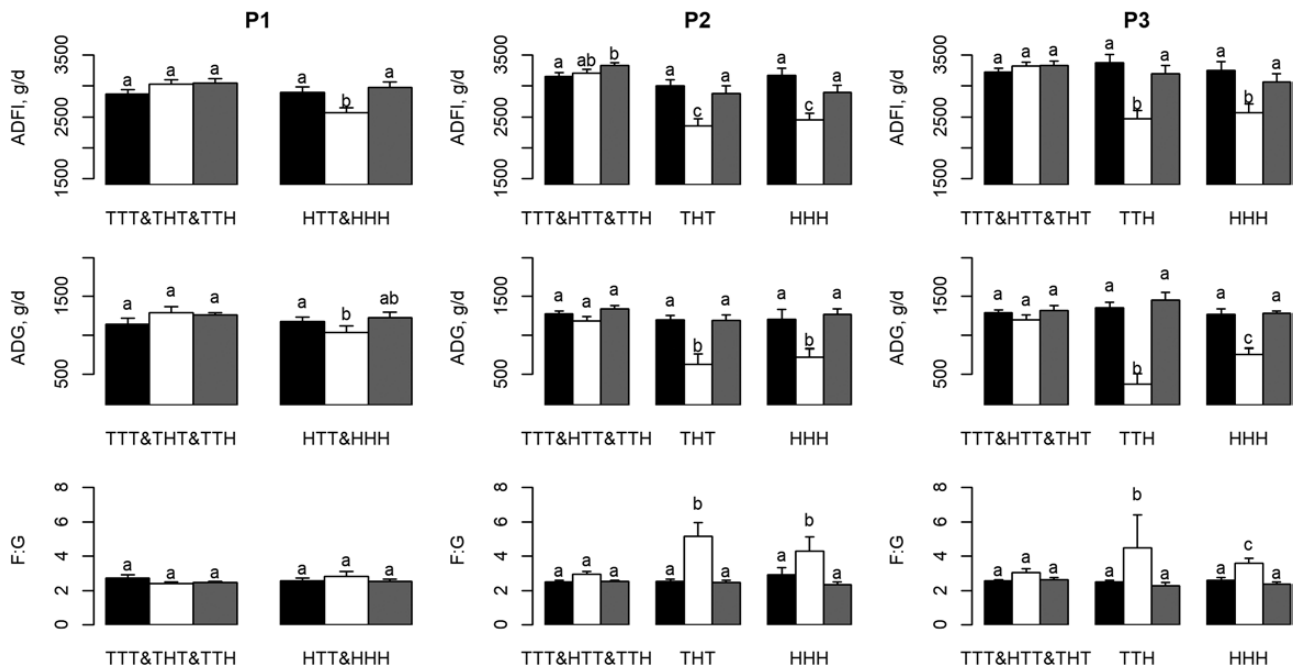 P1
P2
P3
ADFI, g/d
3500
2500
1500
a a a
a b a
TTT&THT&TTH
HTT&HHH
ADFI, g/d
3500
2500
1500
a ab b
a c a
a c a
TTT&HTT&TTH
THT
HHH
ADFI, g/d
3500
2500
1500
a a a
a b a
a b a
TTT&HTT&THT
TTH
HHH
ADG, g/d
1500
500
a a a
a b ab
TTT&THT&TTH
HTT&HHH
ADG, g/d
1500
500
a a a
a b a
a b a
TTT&HTT&TTH
THT
HHH
ADG, g/d
1500
500
a a a
a b a
a c a
TTT&HTT&THT
TTH
HHH
F:G
8
6
4
2
0
a a a
a a a
TTT&THT&TTH
HTT&HHH
F:G
8
6
4
2
0
a a a
a b a
a b a
TTT&HTT&TTH
THT
HHH
F:G
8
6
4
2
0
a a a
a b a
a c a
TTT&HTT&THT
TTH
HHH